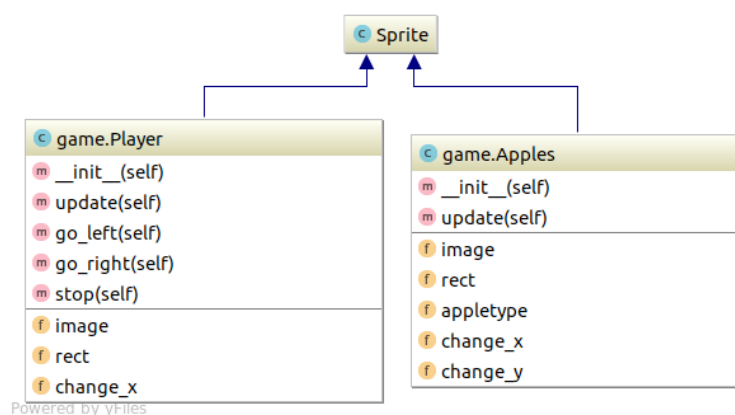 C Sprite
C game.Player
m __init__(self)
m update(self)
m go_left(self)
m go_right(self)
m stop(self)
f image
f rect
f change_x
C game.Apples
m __init__(self)
m update(self)
f image
f rect
f appletype
f change_x
f change_y
Powered by yFiles